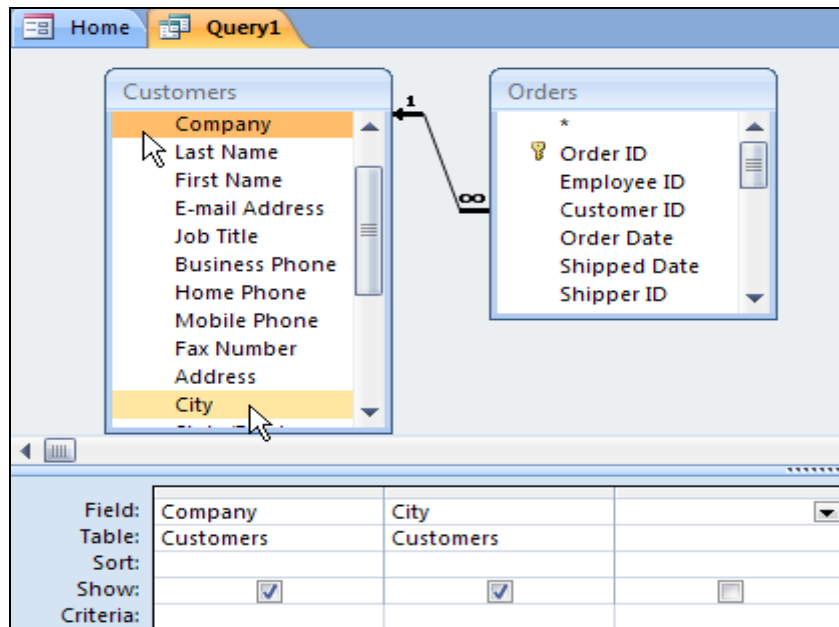 Home Query1
Customers
Company
Last Name
First Name
E-mail Address
Job Title
Business Phone
Home Phone
Mobile Phone
Fax Number
Address
City
1
∞
Orders
*
Order ID
Employee ID
Customer ID
Order Date
Shipped Date
Shipper ID
Field: Company City
Table: Customers Customers
Sort:
Show:
Criteria: